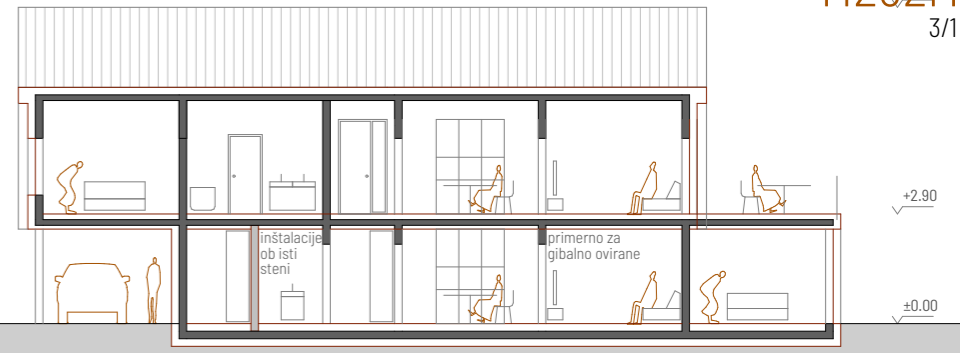 3/1
+2.90
inštalacije
ob isti
steni
primerno za
gibalno ovirane
±0.00